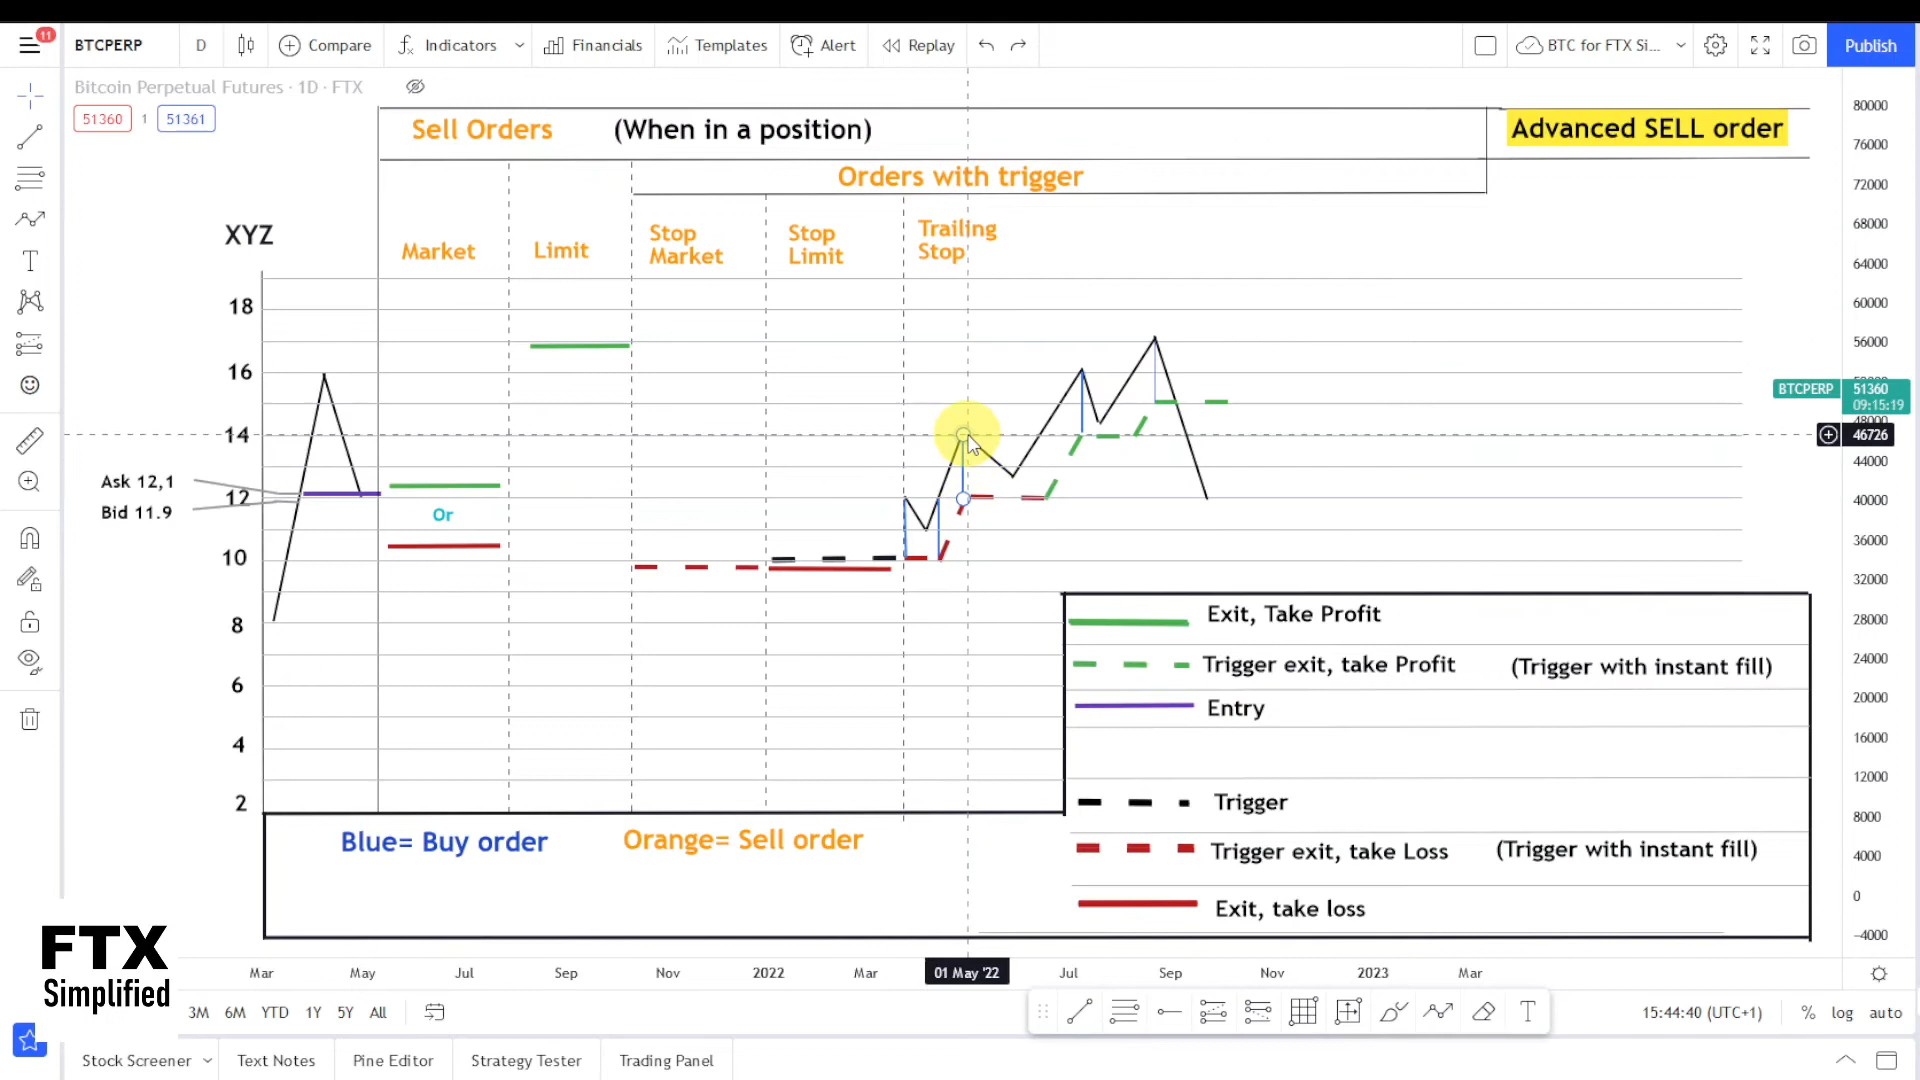 11
BTCPERP
D
Compare
Indicators
Financials
Templates
Alert
Replay
BTC for FTX Si...
Publish
Bitcoin Perpetual Futures · 1D · FTX
51360
1
51361
Sell Orders (When in a position)
Advanced SELL order
Orders with trigger
XYZ
Market
Limit
Stop
Market
Stop
Limit
Trailing
Stop
18
16
14
12
10
8
6
4
2
Ask 12,1
Bid 11.9
Or
Exit, Take Profit
Trigger exit, take Profit (Trigger with instant fill)
Entry
Trigger
Trigger exit, take Loss (Trigger with instant fill)
Exit, take loss
Blue= Buy order
Orange= Sell order
80000
76000
72000
68000
64000
60000
56000
BTCPERP
51360
09:15:19
46726
44000
40000
36000
32000
28000
24000
20000
16000
12000
8000
4000
0
−4000
FTX
Simplified
Mar
May
Jul
Sep
Nov
2022
Mar
01 May '22
Jul
Sep
Nov
2023
Mar
3M
6M
YTD
1Y
5Y
All
15:44:40 (UTC+1)
%
log
auto
Stock Screener
Text Notes
Pine Editor
Strategy Tester
Trading Panel